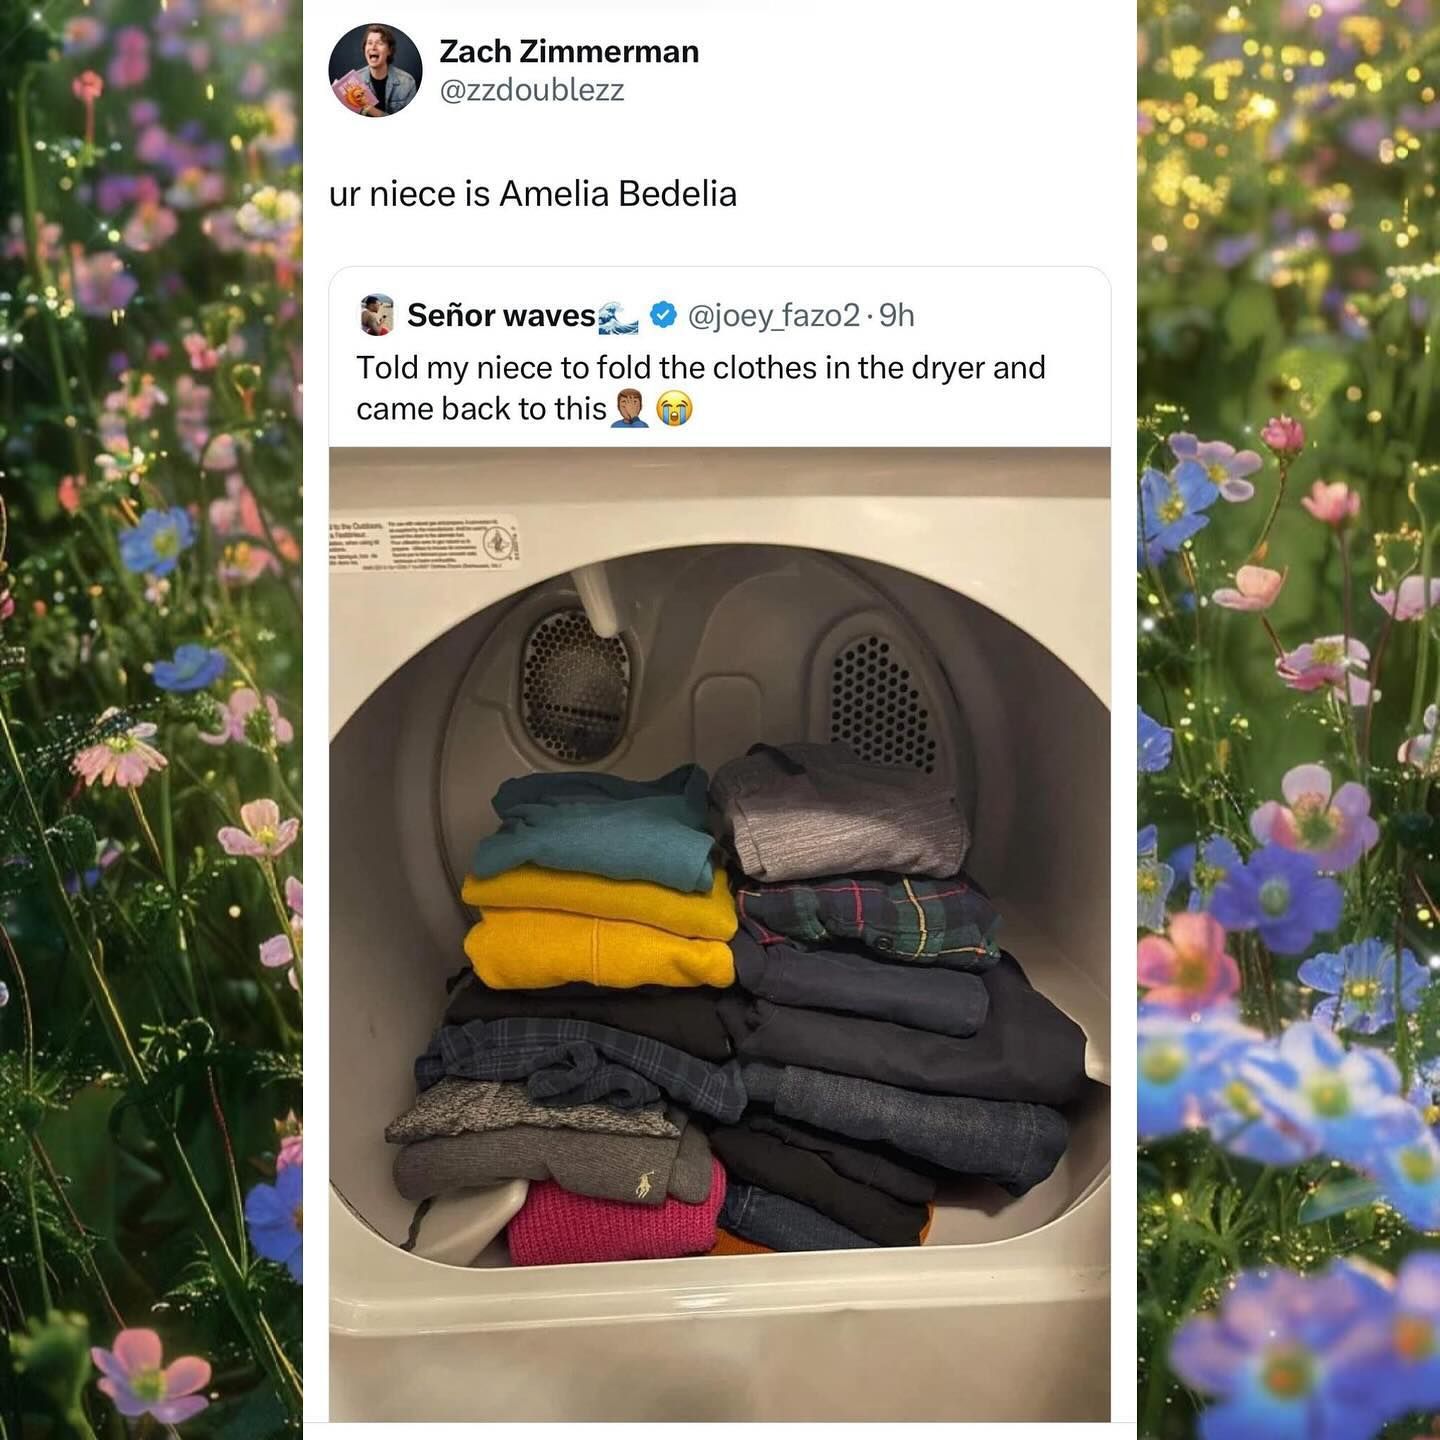 Zach Zimmerman
@zzdoublezz
ur niece is Amelia Bedelia
Señor waves🌊 @joey_fazo2 · 9h
Told my niece to fold the clothes in the dryer and
came back to this🤦🏾‍♂️😭